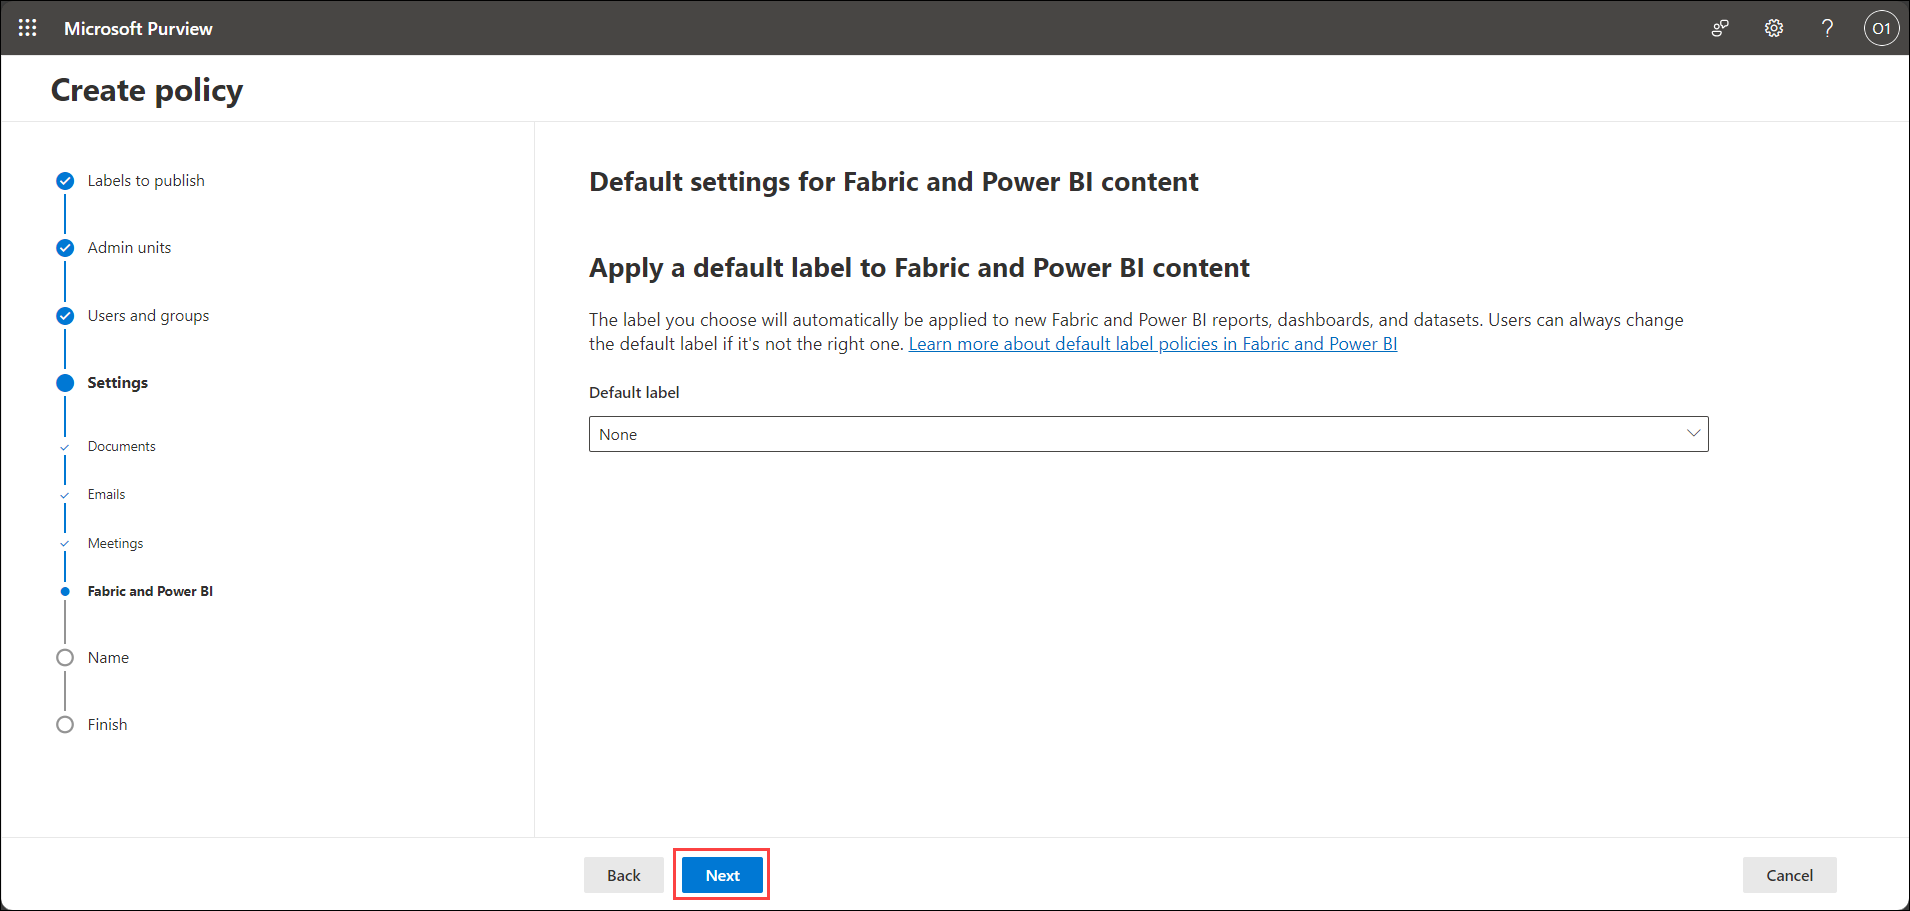 Microsoft Purview
?
O1
Create policy
Labels to publish
Admin units
Users and groups
Settings
Documents
Emails
Meetings
Fabric and Power BI
Name
Finish
Default settings for Fabric and Power BI content
Apply a default label to Fabric and Power BI content
The label you choose will automatically be applied to new Fabric and Power BI reports, dashboards, and datasets. Users can always change
the default label if it's not the right one. Learn more about default label policies in Fabric and Power BI
Default label
None
Back
Next
Cancel